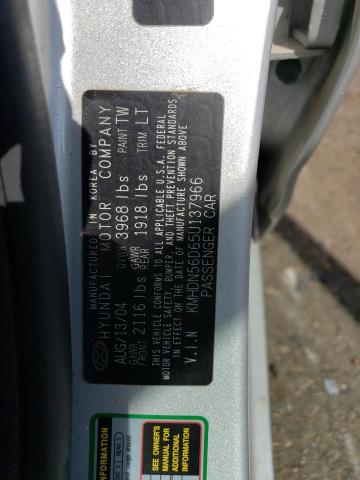 MANUFACTURED IN KOREA BY
HYUNDAI MOTOR COMPANY
AUG/13/04 GVWR 3968 lbs PAINT TW
GAWR FRONT 2116 lbs GAWR REAR 1918 lbs TRIM LT
THIS VEHICLE CONFORMS TO ALL APPLICABLE U.S.A. FEDERAL
MOTOR VEHICLE SAFETY, BUMPER, AND THEFT PREVENTION STANDARDS
IN EFFECT ON THE DATE OF MANUFACTURE SHOWN ABOVE
V.I.N KMHDN56D65U137966
PASSENGER CAR
INFORMATION
REAR
SEE OWNER'S
MANUAL FOR
ADDITIONAL
INFORMATION